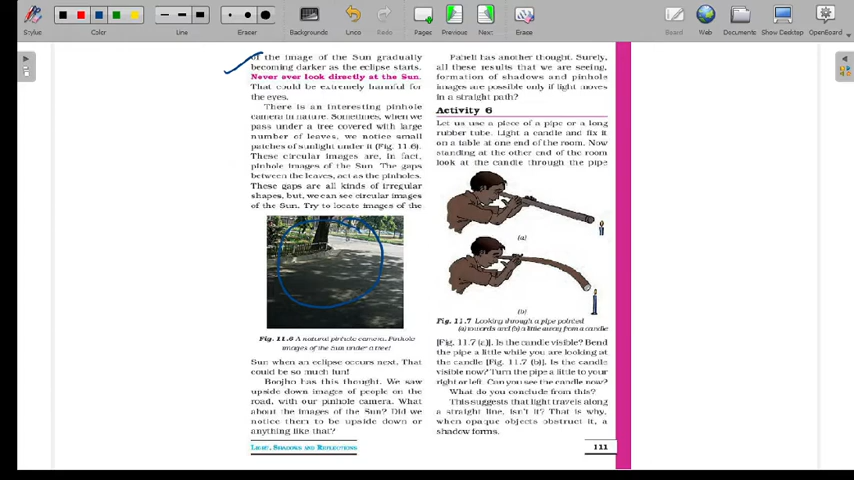 Stylus
Color
Eraser
Backgrounds
Undo
Redo
Pages
Previous
Next
Erase
Board
Web
Documents
Show Desktop
OpenBoard
of the image of the Sun gradually
becoming darker as the eclipse starts.
Never ever look directly at the Sun.
That could be extremely harmful for
the eyes.
There is an interesting pinhole
camera in nature. Sometimes, when we
pass under a tree covered with large
number of leaves, we notice small
patches of sunlight under it (Fig. 11.6).
These circular images are, in fact,
pinhole images of the Sun. The gaps
between the leaves, act as the pinholes.
These gaps are all kinds of irregular
shapes, but, we can see circular images
of the Sun. Try to locate images of the
Fig. 11.6 A natural pinhole camera. Pinhole
images of the Sun under a tree!
Sun when an eclipse occurs next. That
could be so much fun!
Boojho has this thought. We saw
upside down images of people on the
road, with our pinhole camera. What
about the images of the Sun? Did we
notice them to be upside down or
anything like that?
Paheli has another thought. Surely,
all these results that we are seeing,
formation of shadows and pinhole
images are possible only if light moves
in a straight path?
Activity 6
Let us use a piece of a pipe or a long
rubber tube. Light a candle and fix it
on a table at one end of the room. Now
standing at the other end of the room
look at the candle through the pipe
(a)
(b)
Fig. 11.7 Looking through a pipe pointed
(a) towards and (b) a little away from a candle
[Fig. 11.7 (a)]. Is the candle visible? Bend
the pipe a little while you are looking at
the candle [Fig. 11.7 (b)]. Is the candle
visible now? Turn the pipe a little to your
right or left. Can you see the candle now?
What do you conclude from this?
This suggests that light travels along
a straight line, isn't it? That is why,
when opaque objects obstruct it, a
shadow forms.
LIGHT, SHADOWS AND REFLECTIONS
111